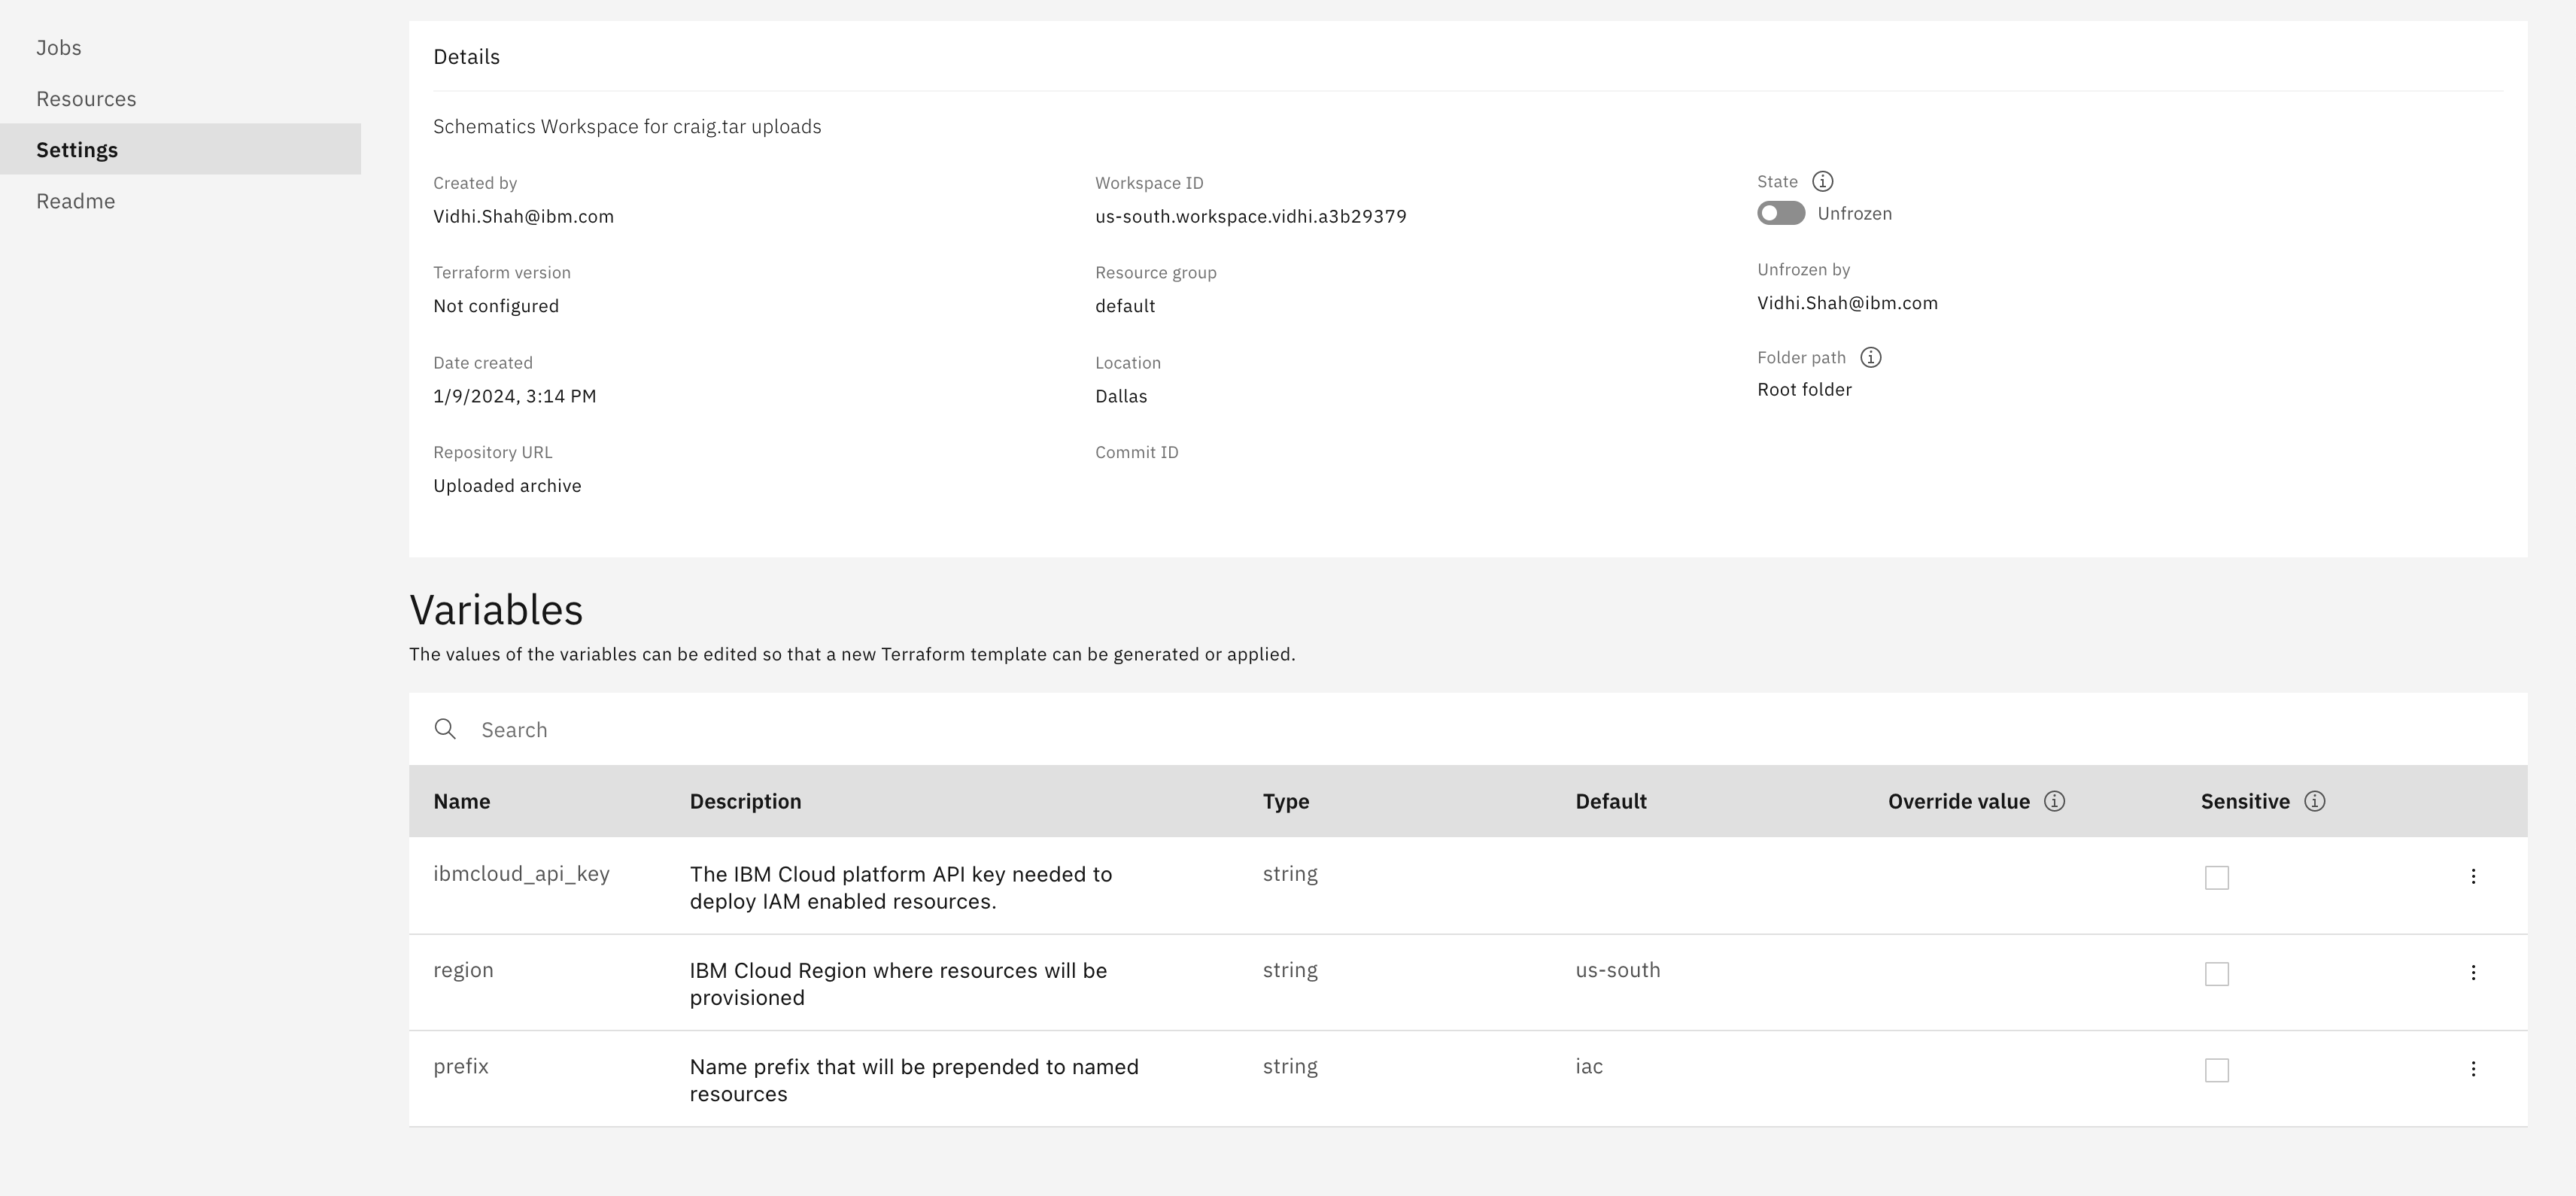 Jobs
Resources
Settings
Readme
Details
Schematics Workspace for craig.tar uploads
Created by
Vidhi.Shah@ibm.com
Workspace ID
us-south.workspace.vidhi.a3b29379
State
Unfrozen
Terraform version
Not configured
Resource group
default
Unfrozen by
Vidhi.Shah@ibm.com
Date created
1/9/2024, 3:14 PM
Location
Dallas
Folder path
Root folder
Repository URL
Uploaded archive
Commit ID
Variables
The values of the variables can be edited so that a new Terraform template can be generated or applied.
Search
Name Description Type Default Override value Sensitive
ibmcloud_api_key The IBM Cloud platform API key needed to string
deploy IAM enabled resources.
region IBM Cloud Region where resources will be string us-south
provisioned
prefix Name prefix that will be prepended to named string iac
resources